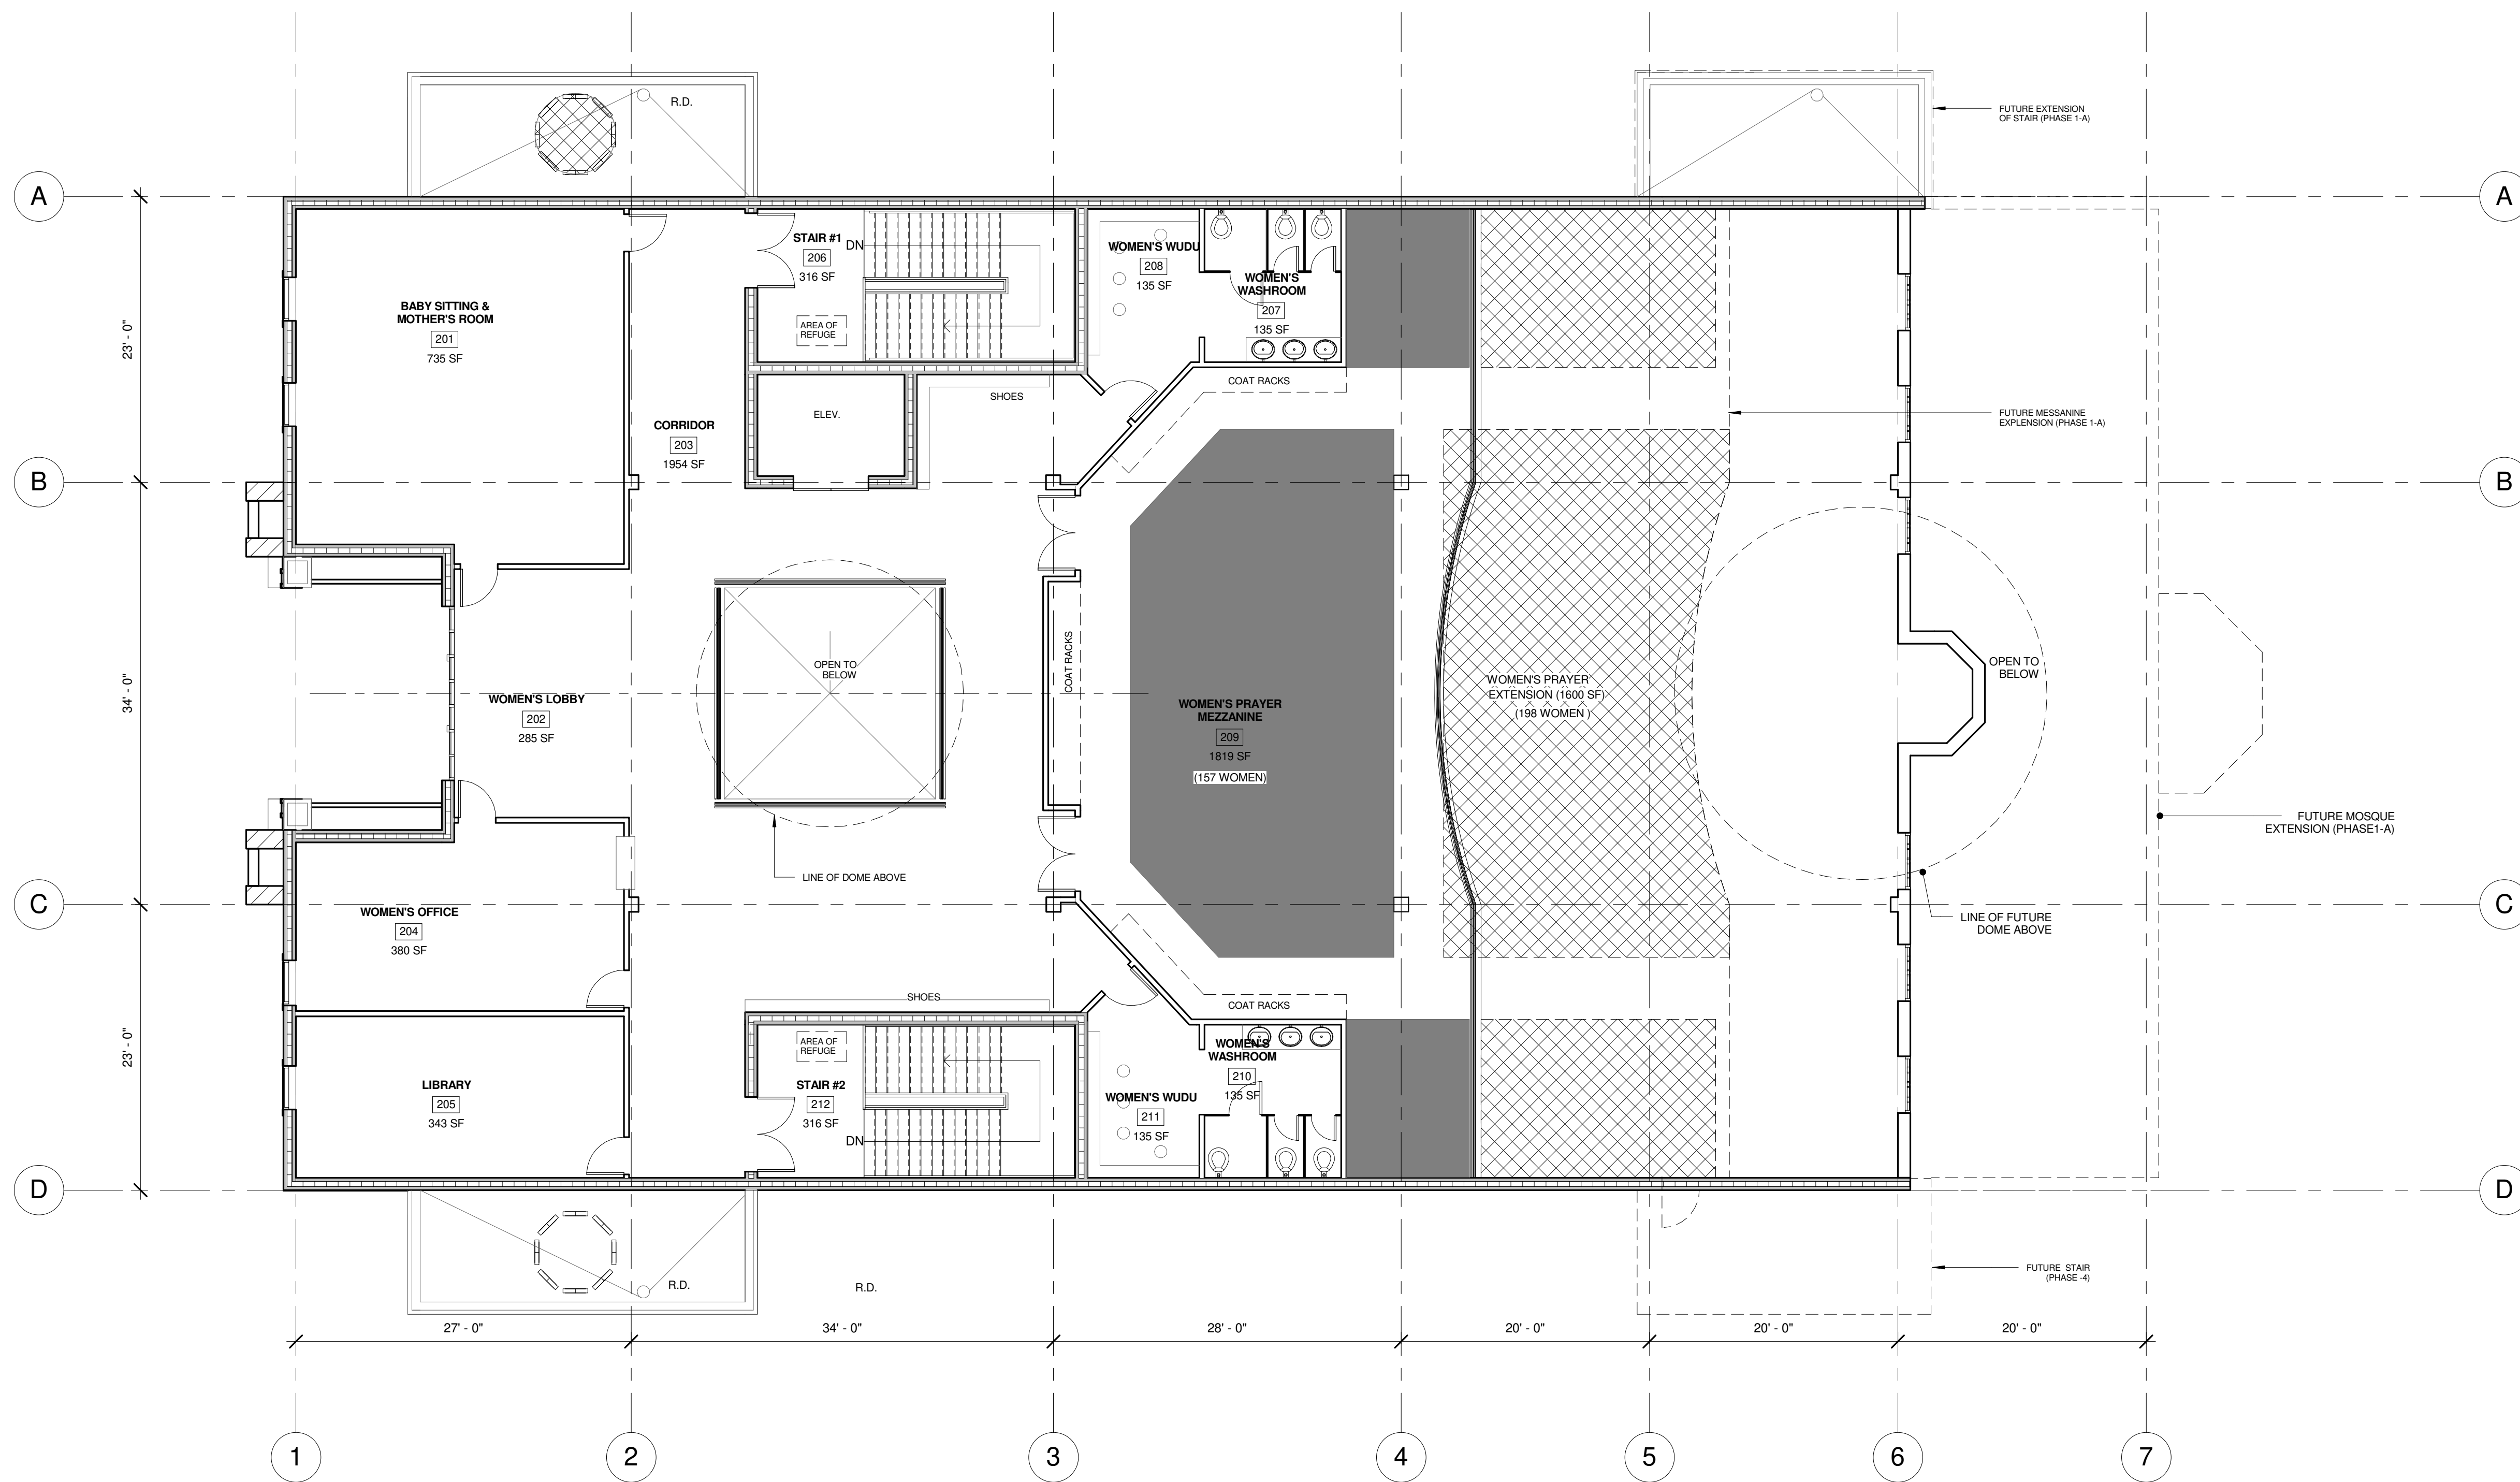 R.D.
FUTURE EXTENSION
OF STAIR (PHASE 1-A)
A
A
STAIR #1
206
316 SF
DN
AREA OF
REFUGE
WOMEN'S WUDU
208
135 SF
WOMEN'S
WASHROOM
207
135 SF
BABY SITTING &
MOTHER'S ROOM
201
735 SF
23' - 0"
COAT RACKS
SHOES
ELEV.
CORRIDOR
203
1954 SF
FUTURE MESSANINE
EXPLENSION (PHASE 1-A)
B
B
34' - 0"
OPEN TO
BELOW
COAT RACKS
WOMEN'S LOBBY
202
285 SF
WOMEN'S PRAYER
MEZZANINE
209
1819 SF
(157 WOMEN)
WOMEN'S PRAYER
EXTENSION (1600 SF)
(198 WOMEN )
OPEN TO
BELOW
FUTURE MOSQUE
EXTENSION (PHASE1-A)
LINE OF DOME ABOVE
C
C
WOMEN'S OFFICE
204
380 SF
LINE OF FUTURE
DOME ABOVE
SHOES
COAT RACKS
23' - 0"
AREA OF
REFUGE
STAIR #2
212
316 SF
DN
WOMEN'S
WASHROOM
210
135 SF
WOMEN'S WUDU
211
135 SF
LIBRARY
205
343 SF
D
D
R.D.
R.D.
FUTURE STAIR
(PHASE -4)
27' - 0"
34' - 0"
28' - 0"
20' - 0"
20' - 0"
20' - 0"
1
2
3
4
5
6
7